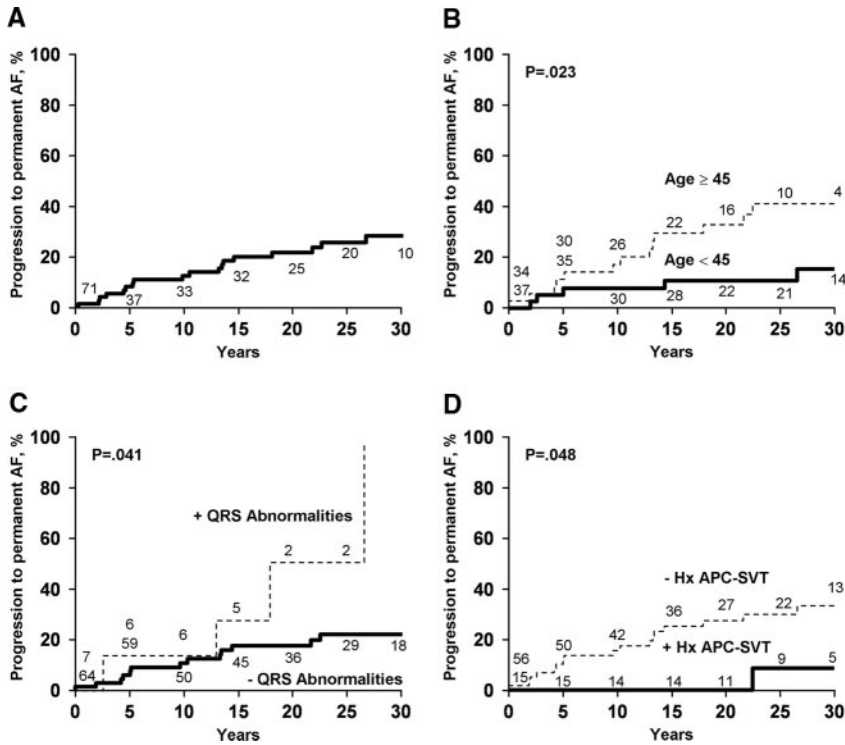 A
Progression to permanent AF, %
100
80
60
40
20
0
71
37
33
32
25
20
10
0 5 10 15 20 25 30
Years
B
Progression to permanent AF, %
100
80
60
40
20
0
P=.023
Age ≥ 45
34 30 26 22 16 10 4
35
Age < 45
37 30 28 22 21 14
0 5 10 15 20 25 30
Years
C
Progression to permanent AF, %
100
80
60
40
20
0
P=.041
+ QRS Abnormalities
7 6 6 5 2 2
64 59 50 45 36 29 18
- QRS Abnormalities
0 5 10 15 20 25 30
Years
D
Progression to permanent AF, %
100
80
60
40
20
0
P=.048
- Hx APC-SVT
56 50 42 36 27 22 13
+ Hx APC-SVT
15 15 14 14 11 9 5
0 5 10 15 20 25 30
Years